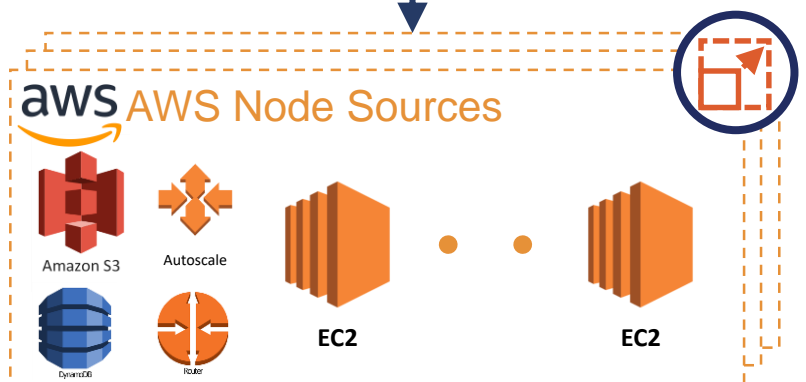 aws AWS Node Sources
Amazon S3
Autoscale
EC2
EC2
DynamoDB
Router